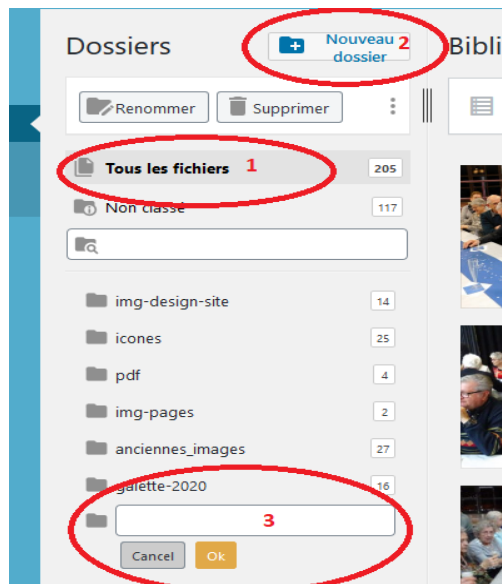 Dossiers
Nouveau 2
dossier
Bibli
Renommer
Supprimer
Tous les fichiers 1 205
Non classé 117
img-design-site 14
icones 25
pdf 4
img-pages 2
anciennes_images 27
galette-2020 16
3
Cancel Ok